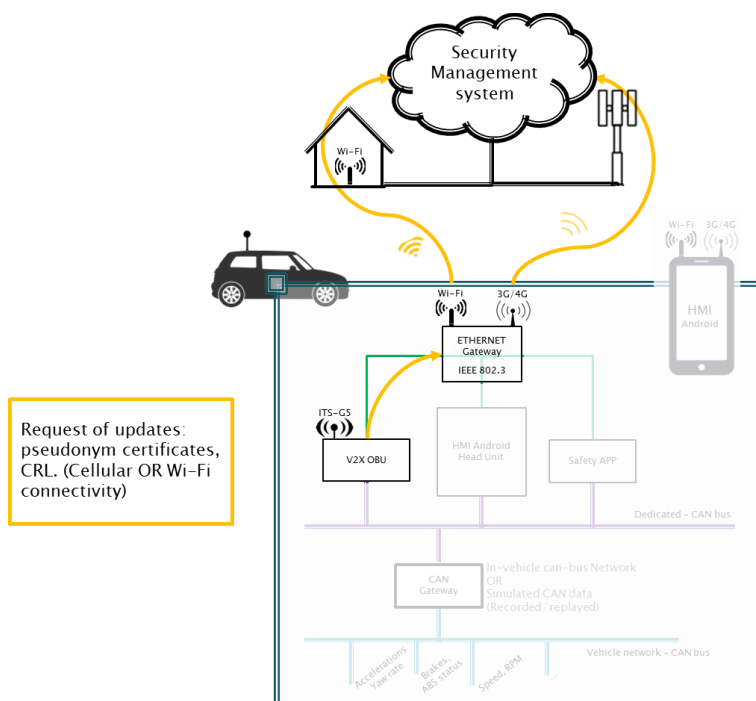 Security
Management
system
Wi-Fi
Wi-Fi
3G/4G
HMI
Android
Wi-Fi
3G/4G
ETHERNET
Gateway
IEEE 802.3
ITS-G5
V2X OBU
HMI Android
Head Unit
Safety APP
Request of updates:
pseudonym certificates,
CRL. (Cellular OR Wi-Fi
connectivity)
Dedicated - CAN bus
CAN
Gateway
In-vehicle can-bus Network
OR
Simulated CAN data
(Recorded/ replayed)
Vehicle network - CAN bus
Accelerations
Yaw rate
Brakes,
ABS status
Speed, RPM
...